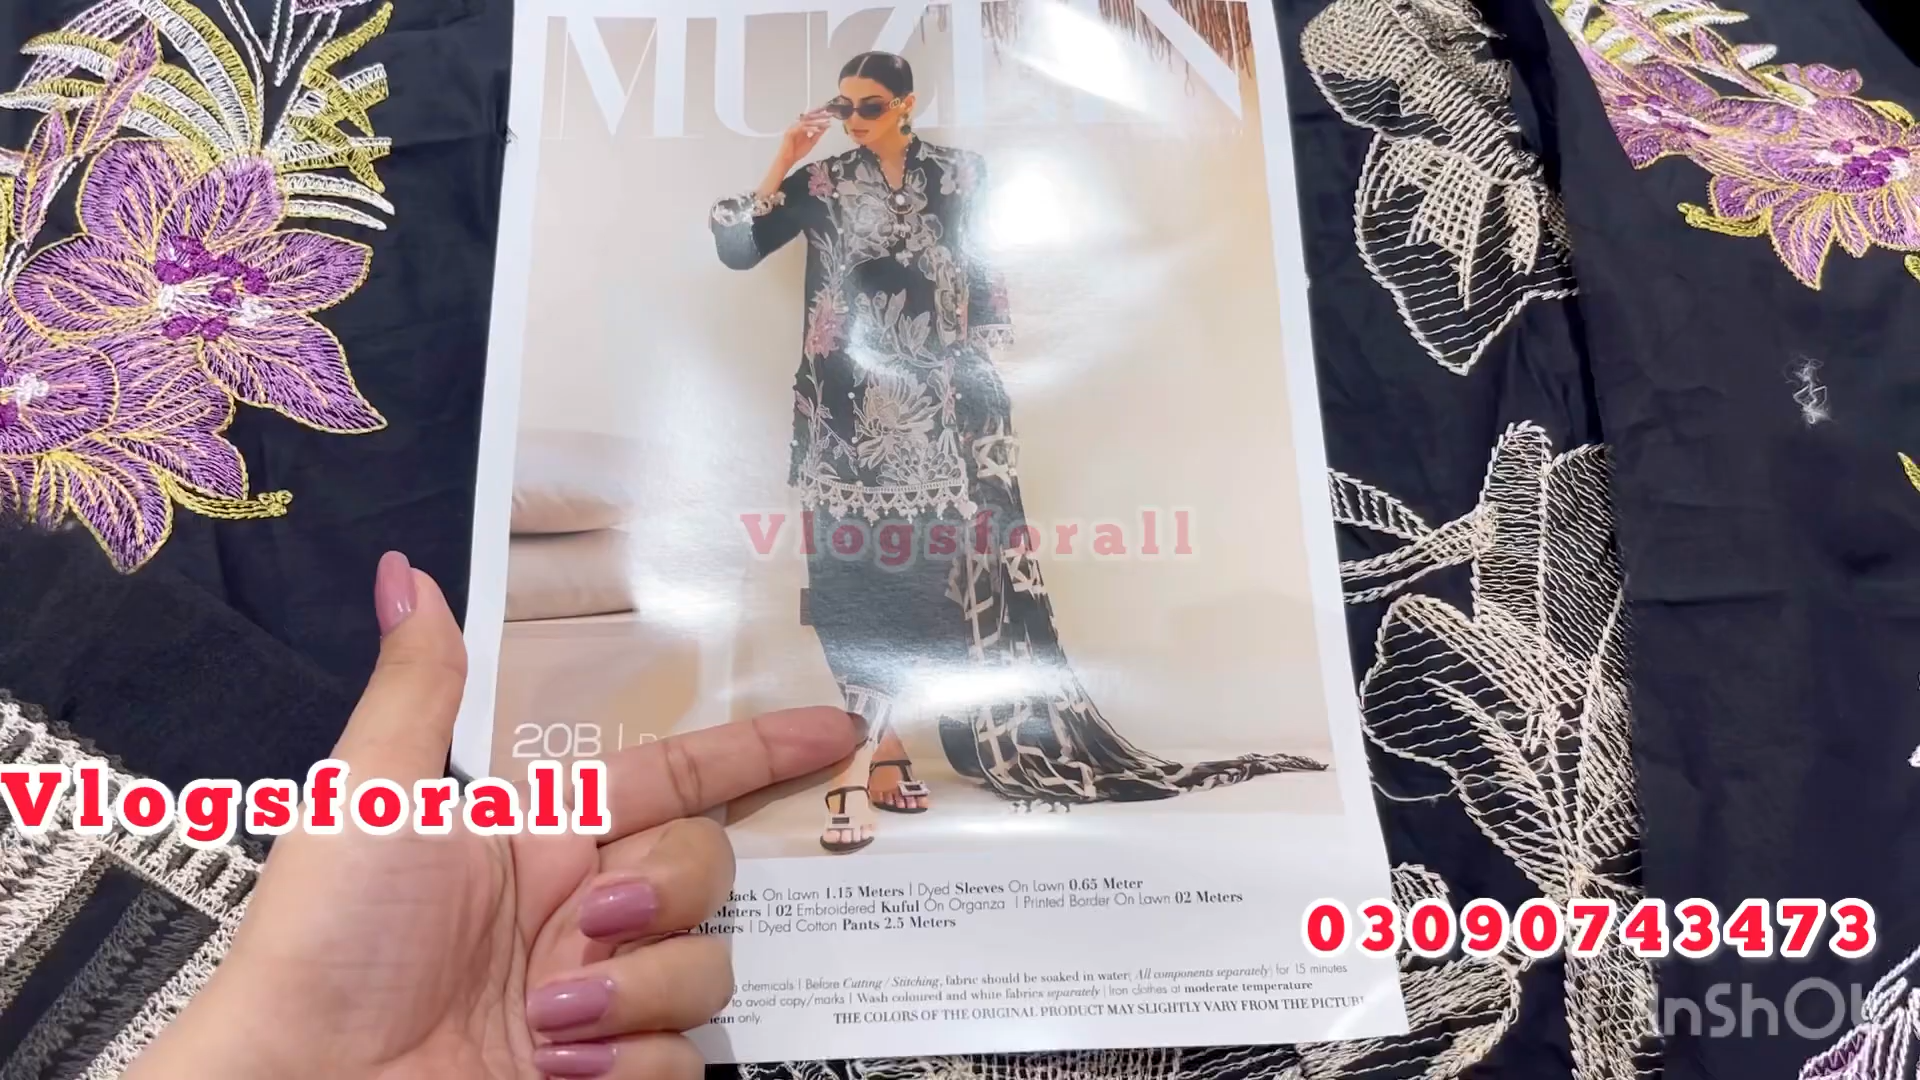 MUZLIN
Vlogsforall
20B |
Vlogsforall
Back On Lawn 1.15 Meters | Dyed Sleeves On Lawn 0.65 Meter
Meters | 02 Embroidered Kuful On Organza | Printed Border On Lawn 02 Meters
Meters | Dyed Cotton Pants 2.5 Meters
03090743473
chemicals | Before Cutting / Stitching, fabric should be soaked in water( All components separately) for 15 minutes
to avoid copy/marks | Wash coloured and white fabrics separately | Iron clothes at moderate temperature
only. THE COLORS OF THE ORIGINAL PRODUCT MAY SLIGHTLY VARY FROM THE PICTUR
InShOt